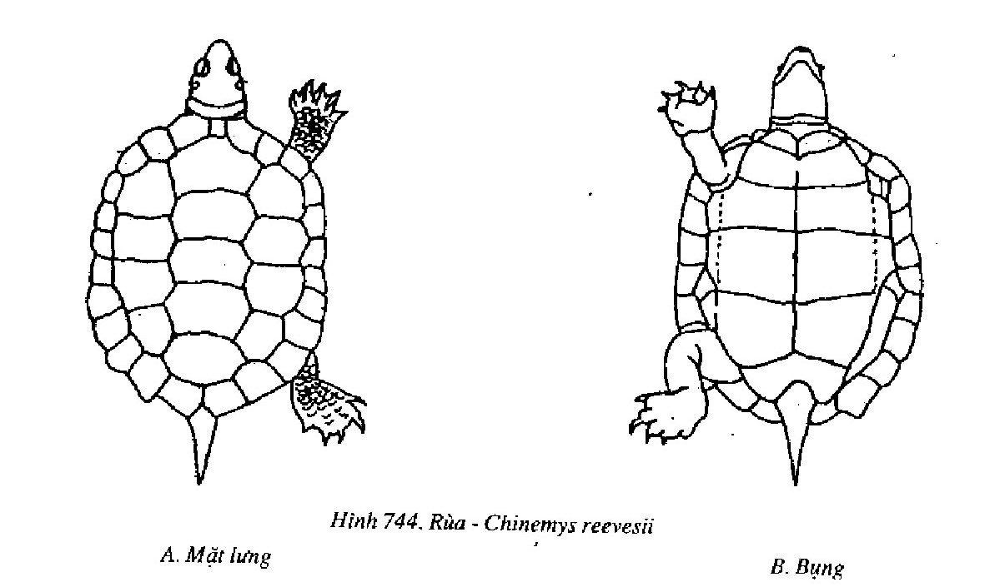 Hình 744. Rùa - Chinemys reevesii
A. Mặt lưng
B. Bụng